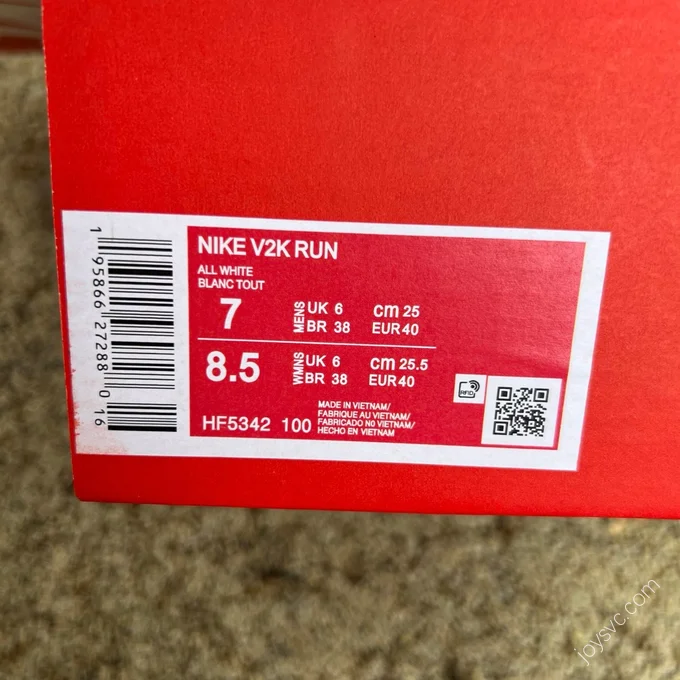 NIKE V2K RUN
ALL WHITE
BLANC TOUT
7 MENS UK 6 cm 25
BR 38 EUR 40
8.5 WMNS UK 6 cm 25.5
BR 38 EUR 40
HF5342 100
MADE IN VIETNAM/
FABRIQUE AU VIETNAM/
FABRICADO NO VIETNAM/
HECHO EN VIETNAM
RFID
1 95866 27288 0 16
joysvc.com